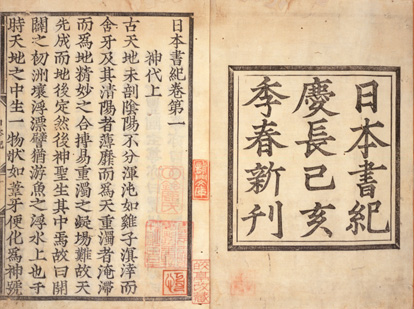 日本書紀
慶長己亥
季春新刊
日本書紀卷第一
神代上
古天地未剖陰陽不分渾沌如雞子溟涬而
含牙及其清陽者薄靡而爲天重濁者淹滯
而爲地精妙之合搏易重濁之凝場難故天
先成而地後定然後神聖生其中焉故曰開
闢之初洲壤浮漂譬猶游魚之浮水上也于
時天地之中生一物狀如葦牙便化爲神號